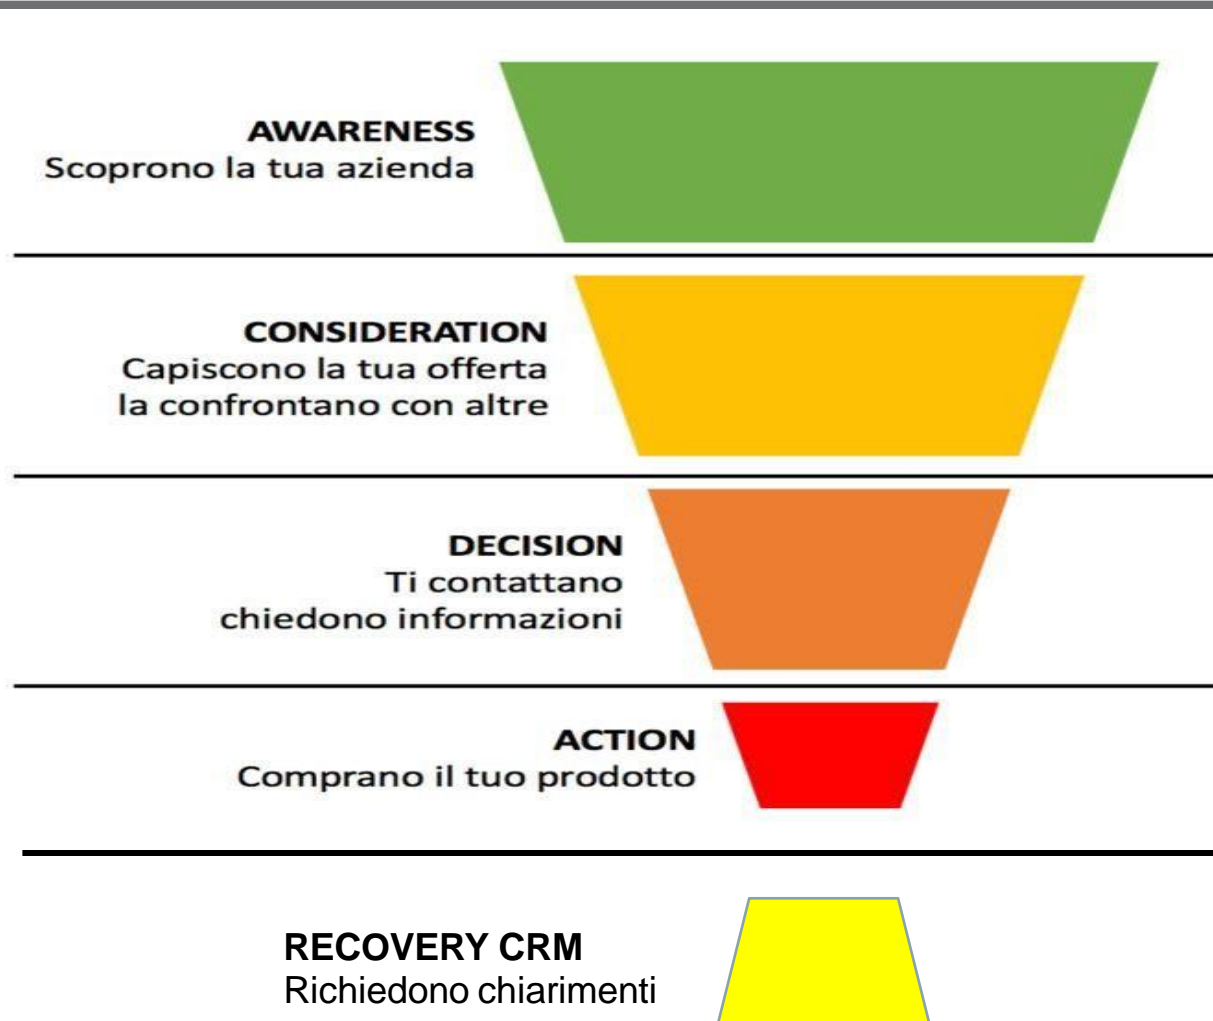 AWARENESS
Scoprono la tua azienda
CONSIDERATION
Capiscono la tua offerta
la confrontano con altre
DECISION
Ti contattano
chiedono informazioni
ACTION
Comprano il tuo prodotto
RECOVERY CRM
Richiedono chiarimenti